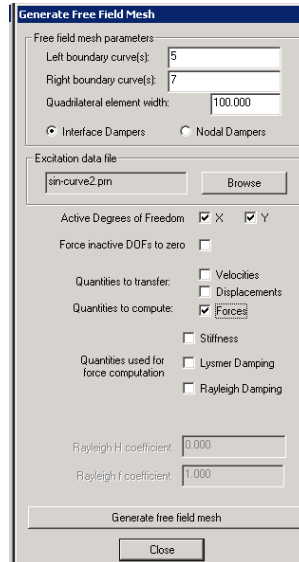 Generate Free Field Mesh
Free field mesh parameters
Left boundary curve(s): 5
Right boundary curve(s): 7
Quadrilateral element width: 100.000
Interface Dampers Nodal Dampers
Excitation data file
sin-curve2.prn Browse
Active Degrees of Freedom X Y
Force inactive DOFs to zero
Quantities to transfer: Velocities
Displacements
Quantities to compute: Forces
Stiffness
Quantities used for force computation Lysmer Damping
Rayleigh Damping
Rayleigh H coefficient 0.000
Rayleigh f coefficient 1.000
Generate free field mesh
Close